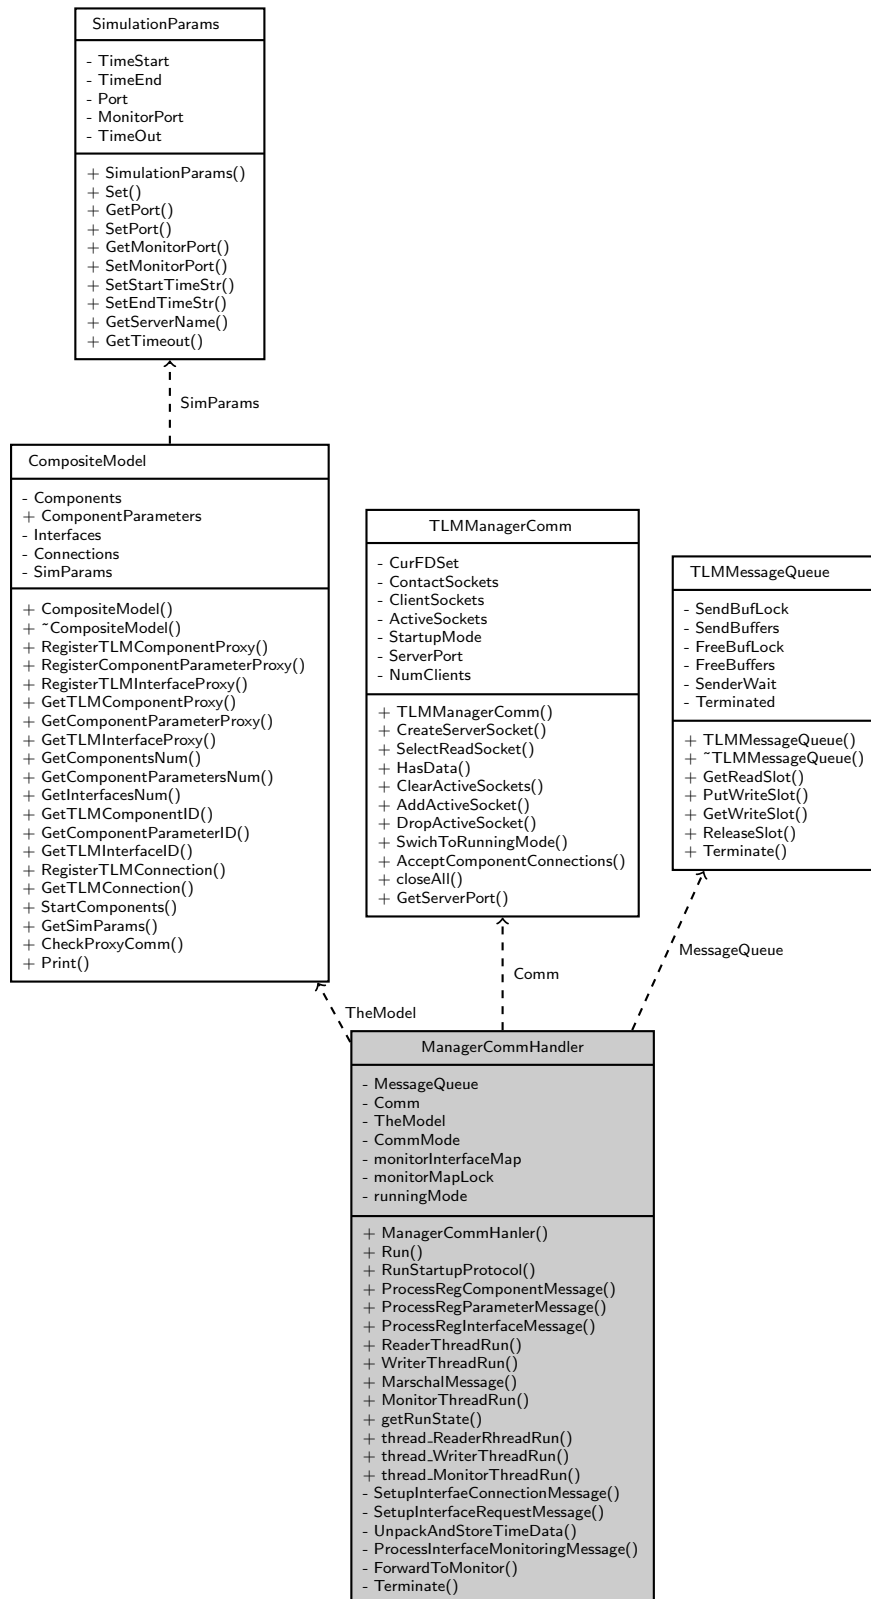 SimulationParams
- TimeStart
- TimeEnd
- Port
- MonitorPort
- TimeOut
+ SimulationParams()
+ Set()
+ GetPort()
+ SetPort()
+ GetMonitorPort()
+ SetMonitorPort()
+ SetStartTimeStr()
+ SetEndTimeStr()
+ GetServerName()
+ GetTimeout()
SimParams
CompositeModel
- Components
+ ComponentParameters
- Interfaces
- Connections
- SimParams
+ CompositeModel()
+ ~CompositeModel()
+ RegisterTLMComponentProxy()
+ RegisterComponentParameterProxy()
+ RegisterTLMInterfaceProxy()
+ GetTLMComponentProxy()
+ GetComponentParameterProxy()
+ GetTLMInterfaceProxy()
+ GetComponentsNum()
+ GetComponentParametersNum()
+ GetInterfacesNum()
+ GetTLMComponentID()
+ GetComponentParameterID()
+ GetTLMInterfaceID()
+ RegisterTLMConnection()
+ GetTLMConnection()
+ StartComponents()
+ GetSimParams()
+ CheckProxyComm()
+ Print()
TLMManagerComm
- CurFDSet
- ContactSockets
- ClientSockets
- ActiveSockets
- StartupMode
- ServerPort
- NumClients
+ TLMManagerComm()
+ CreateServerSocket()
+ SelectReadSocket()
+ HasData()
+ ClearActiveSockets()
+ AddActiveSocket()
+ DropActiveSocket()
+ SwichToRunningMode()
+ AcceptComponentConnections()
+ closeAll()
+ GetServerPort()
TLMMessageQueue
- SendBufLock
- SendBuffers
- FreeBufLock
- FreeBuffers
- SenderWait
- Terminated
+ TLMMessageQueue()
+ ~TLMMessageQueue()
+ GetReadSlot()
+ PutWriteSlot()
+ GetWriteSlot()
+ ReleaseSlot()
+ Terminate()
TheModel
Comm
MessageQueue
ManagerCommHandler
- MessageQueue
- Comm
- TheModel
- CommMode
- monitorInterfaceMap
- monitorMapLock
- runningMode
+ ManagerCommHanler()
+ Run()
+ RunStartupProtocol()
+ ProcessRegComponentMessage()
+ ProcessRegParameterMessage()
+ ProcessRegInterfaceMessage()
+ ReaderThreadRun()
+ WriterThreadRun()
+ MarschalMessage()
+ MonitorThreadRun()
+ getRunState()
+ thread_ReaderRhreadRun()
+ thread_WriterThreadRun()
+ thread_MonitorThreadRun()
- SetupInterfaeConnectionMessage()
- SetupInterfaceRequestMessage()
- UnpackAndStoreTimeData()
- ProcessInterfaceMonitoringMessage()
- ForwardToMonitor()
- Terminate()